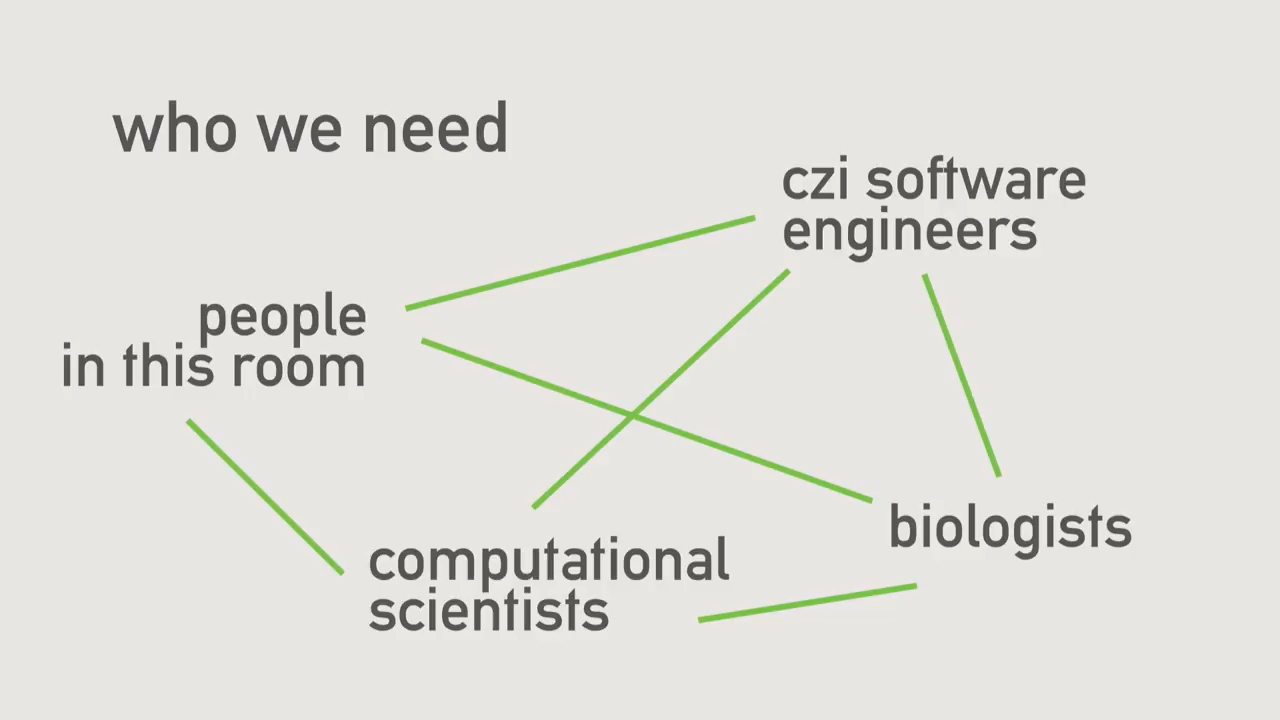 who we need
czi software
engineers
people
in this room
biologists
computational
scientists